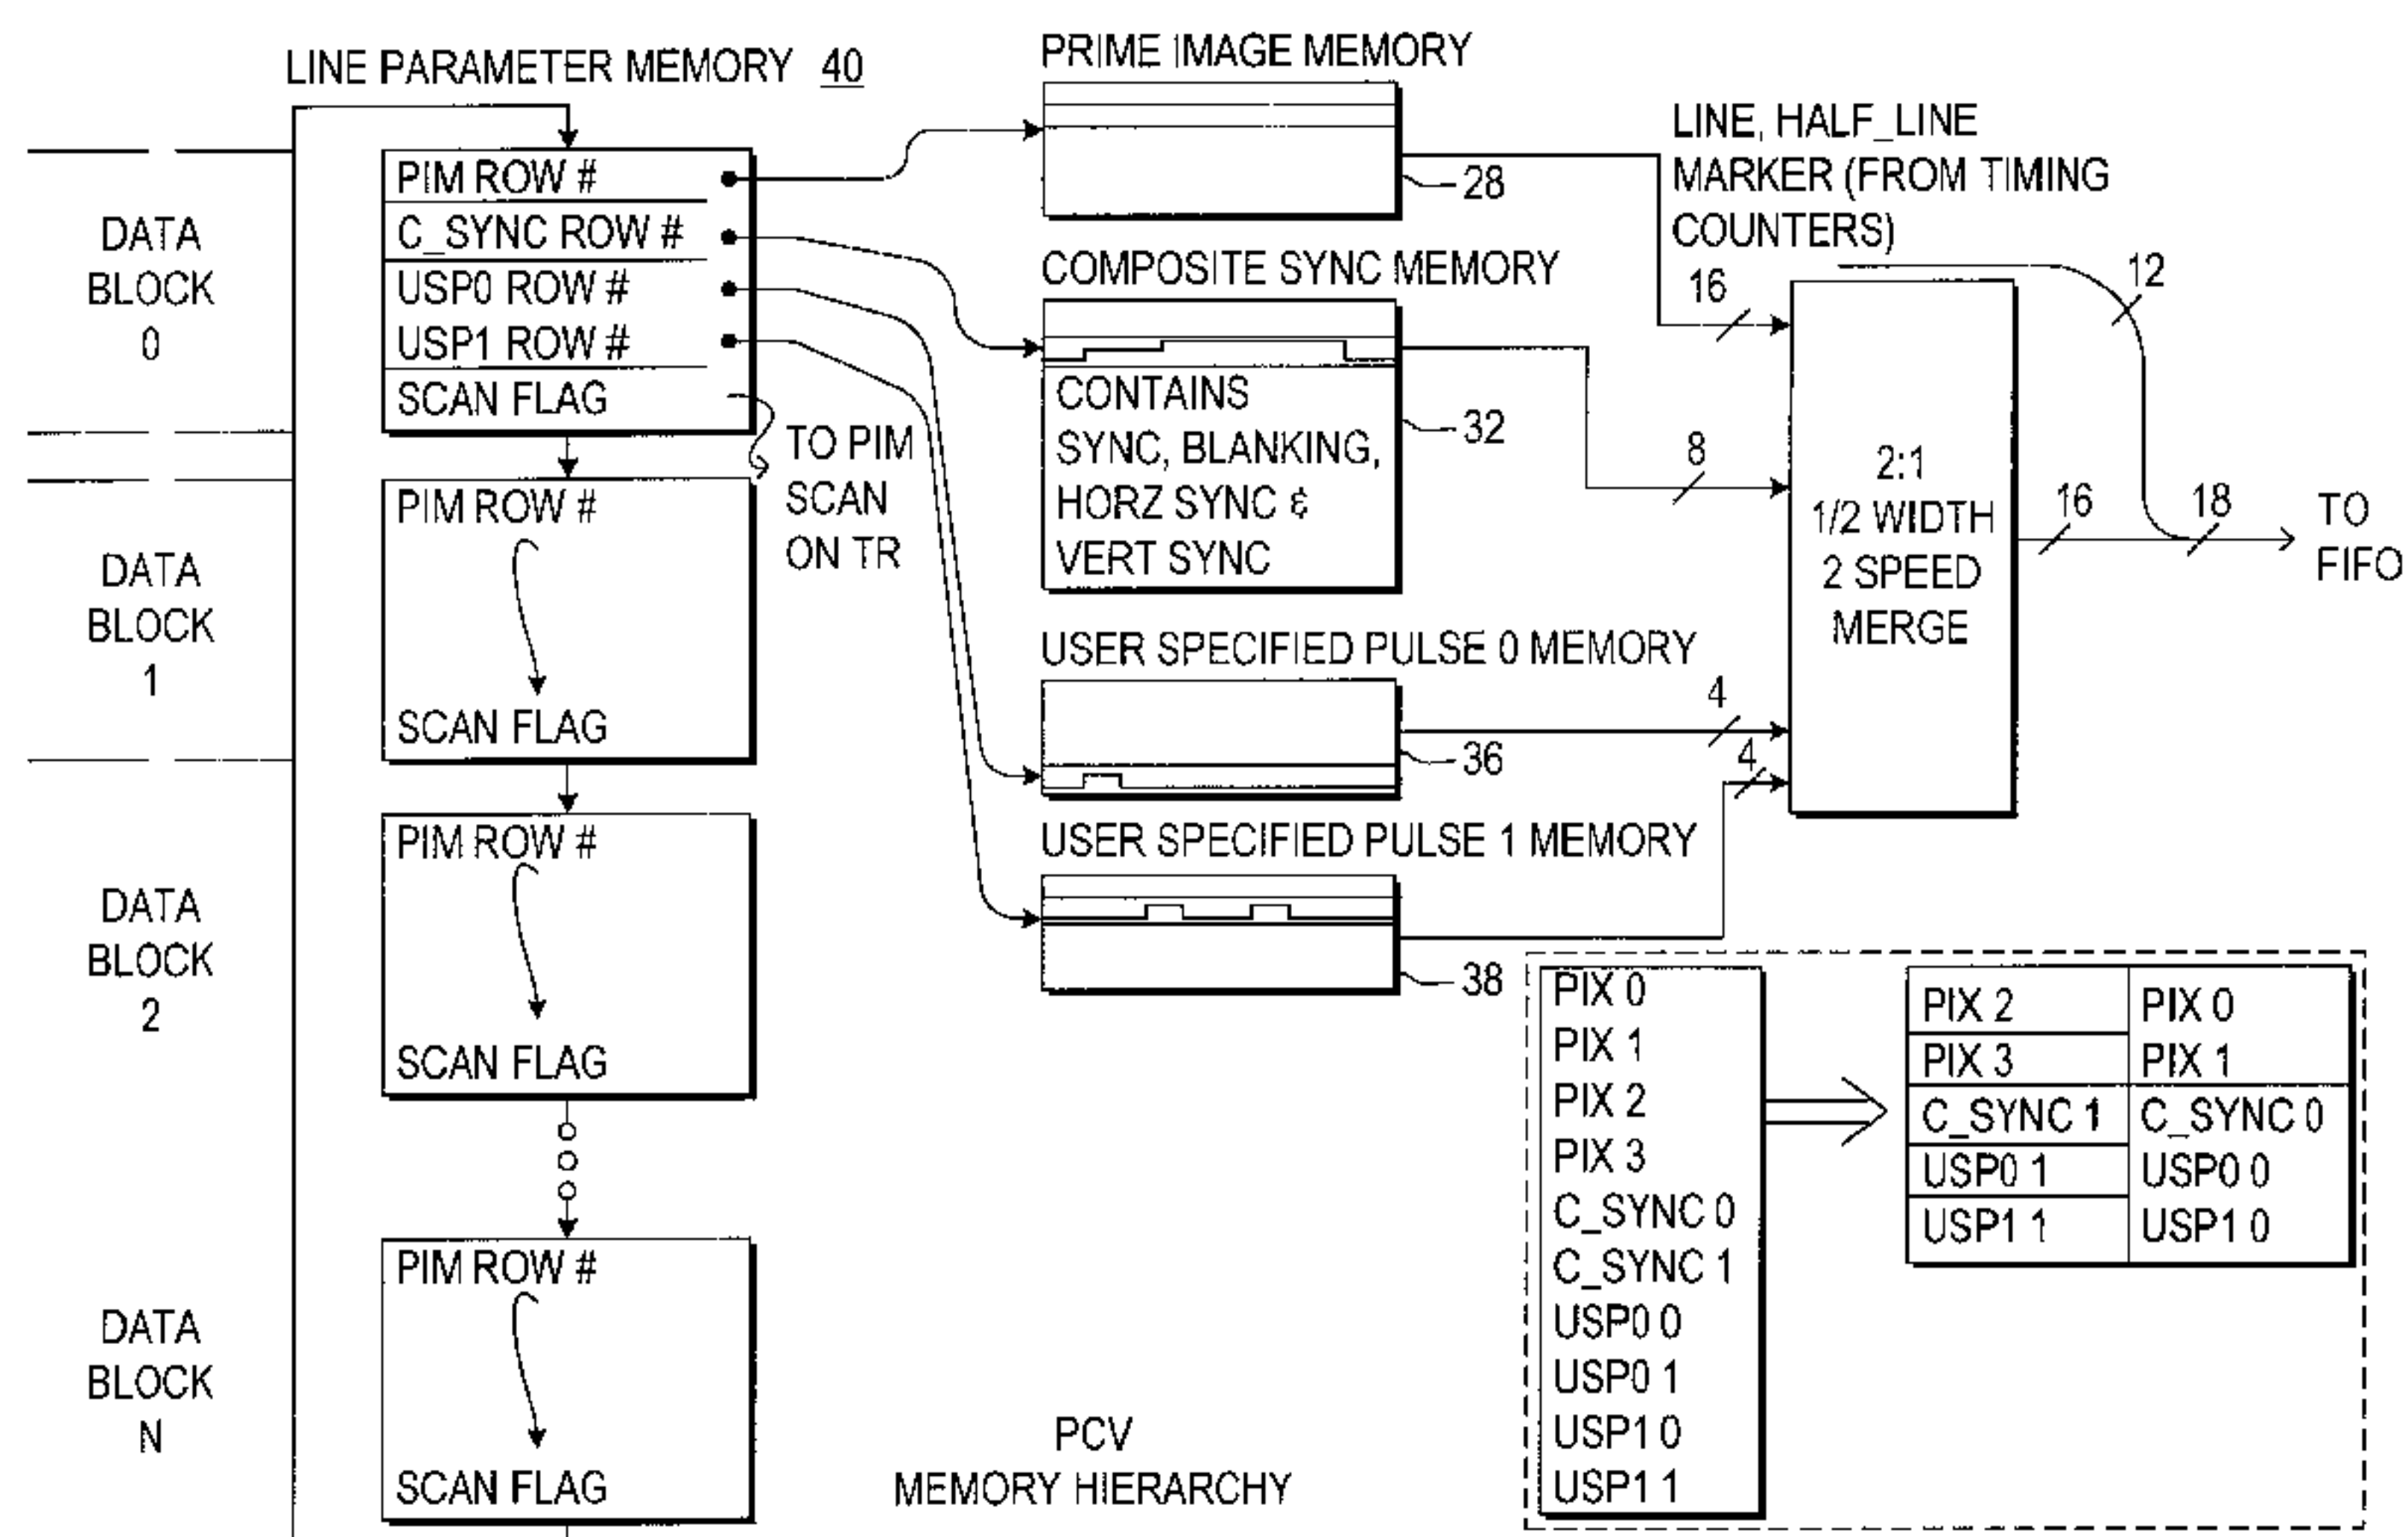 LINE PARAMETER MEMORY 40
DATA
BLOCK
0
PIM ROW #
C_SYNC ROW #
USP0 ROW #
USP1 ROW #
SCAN FLAG
TO PIM
SCAN
ON TR
DATA
BLOCK
1
PIM ROW #
SCAN FLAG
DATA
BLOCK
2
PIM ROW #
SCAN FLAG
DATA
BLOCK
N
PIM ROW #
SCAN FLAG
PRIME IMAGE MEMORY
28
COMPOSITE SYNC MEMORY
CONTAINS
SYNC, BLANKING,
HORZ SYNC &
VERT SYNC
32
USER SPECIFIED PULSE 0 MEMORY
36
USER SPECIFIED PULSE 1 MEMORY
38
LINE, HALF_LINE
MARKER (FROM TIMING
COUNTERS)
16
12
8
4
4
2:1
1/2 WIDTH
2 SPEED
MERGE
16
18
TO
FIFO
PIX 0
PIX 1
PIX 2
PIX 3
C_SYNC 0
C_SYNC 1
USP0 0
USP0 1
USP1 0
USP1 1
PIX 2 PIX 0
PIX 3 PIX 1
C_SYNC 1 C_SYNC 0
USP0 1 USP0 0
USP1 1 USP1 0
PCV
MEMORY HIERARCHY